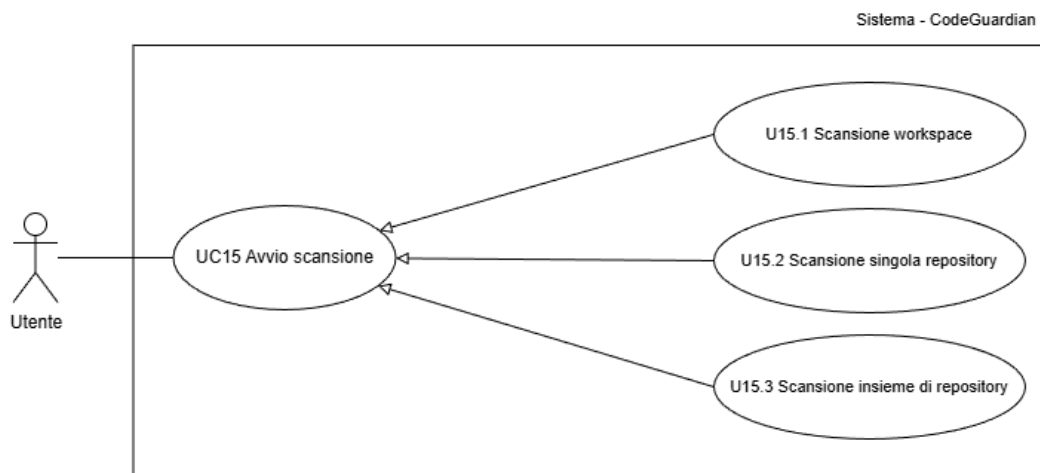 Sistema - CodeGuardian
U15.1 Scansione workspace
UC15 Avvio scansione
U15.2 Scansione singola repository
Utente
U15.3 Scansione insieme di repository